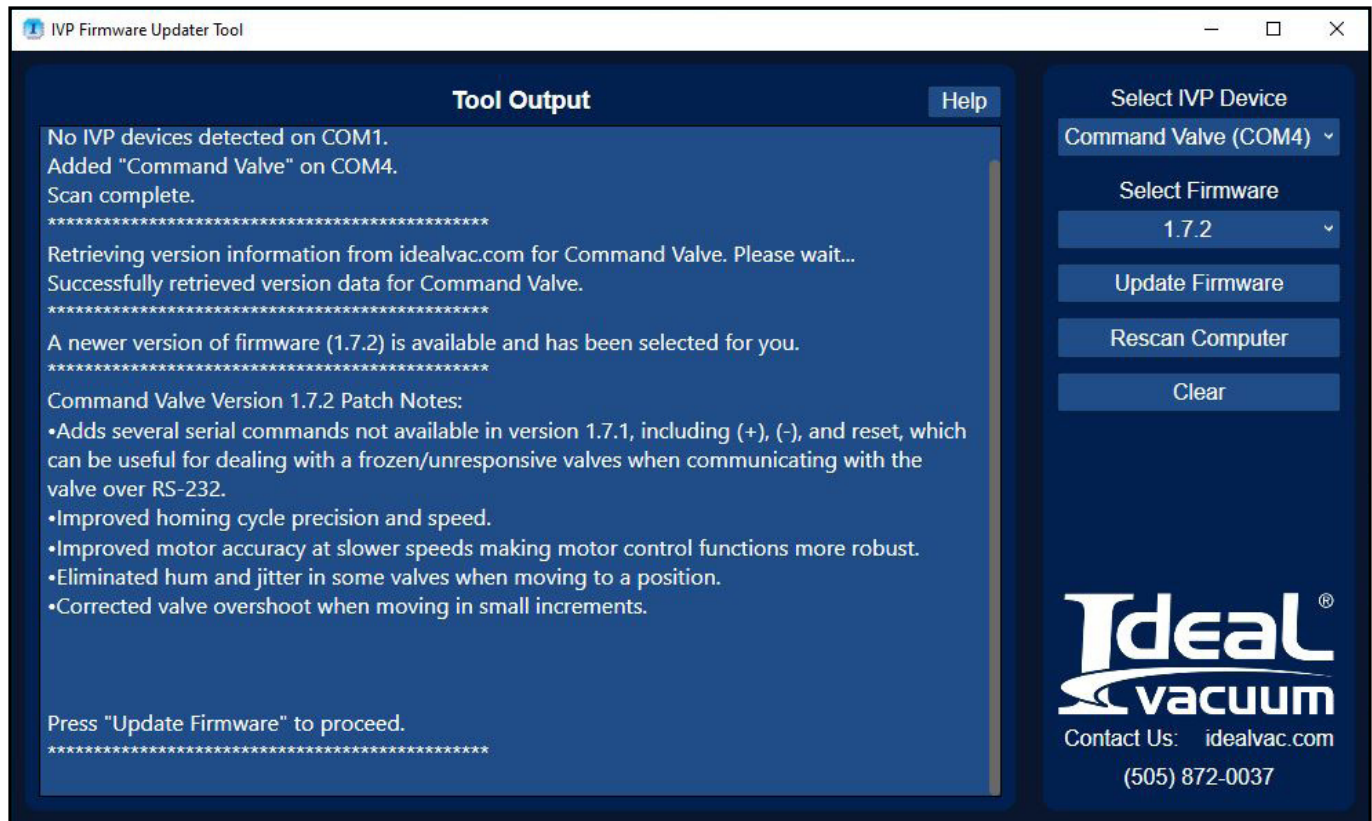 IVP Firmware Updater Tool
Tool Output
Help
No IVP devices detected on COM1.
Added "Command Valve" on COM4.
Scan complete.
************************************************
Retrieving version information from idealvac.com for Command Valve. Please wait...
Successfully retrieved version data for Command Valve.
************************************************
A newer version of firmware (1.7.2) is available and has been selected for you.
************************************************
Command Valve Version 1.7.2 Patch Notes:
•Adds several serial commands not available in version 1.7.1, including (+), (-), and reset, which
can be useful for dealing with a frozen/unresponsive valves when communicating with the
valve over RS-232.
•Improved homing cycle precision and speed.
•Improved motor accuracy at slower speeds making motor control functions more robust.
•Eliminated hum and jitter in some valves when moving to a position.
•Corrected valve overshoot when moving in small increments.
Press "Update Firmware" to proceed.
************************************************
Select IVP Device
Command Valve (COM4)
Select Firmware
1.7.2
Update Firmware
Rescan Computer
Clear
Ideal®
vacuum
Contact Us: idealvac.com
(505) 872-0037